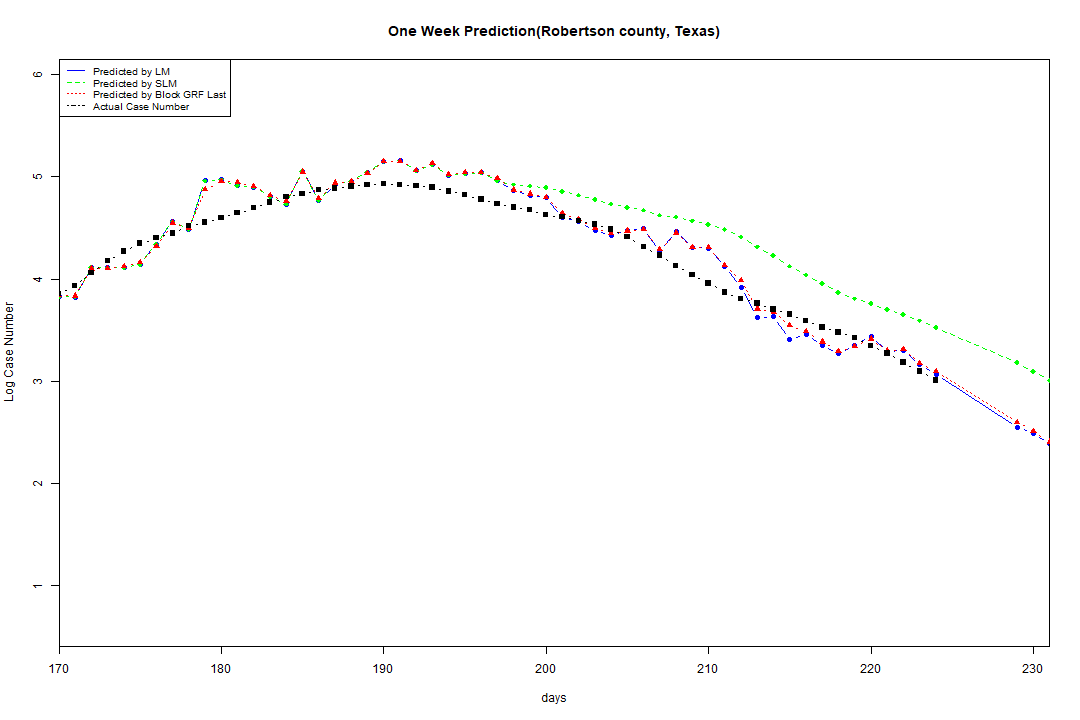 One Week Prediction(Robertson county, Texas)
Predicted by LM
Predicted by SLM
Predicted by Block GRF Last
Actual Case Number
6
5
4
3
2
1
Log Case Number
170 180 190 200 210 220 230
days